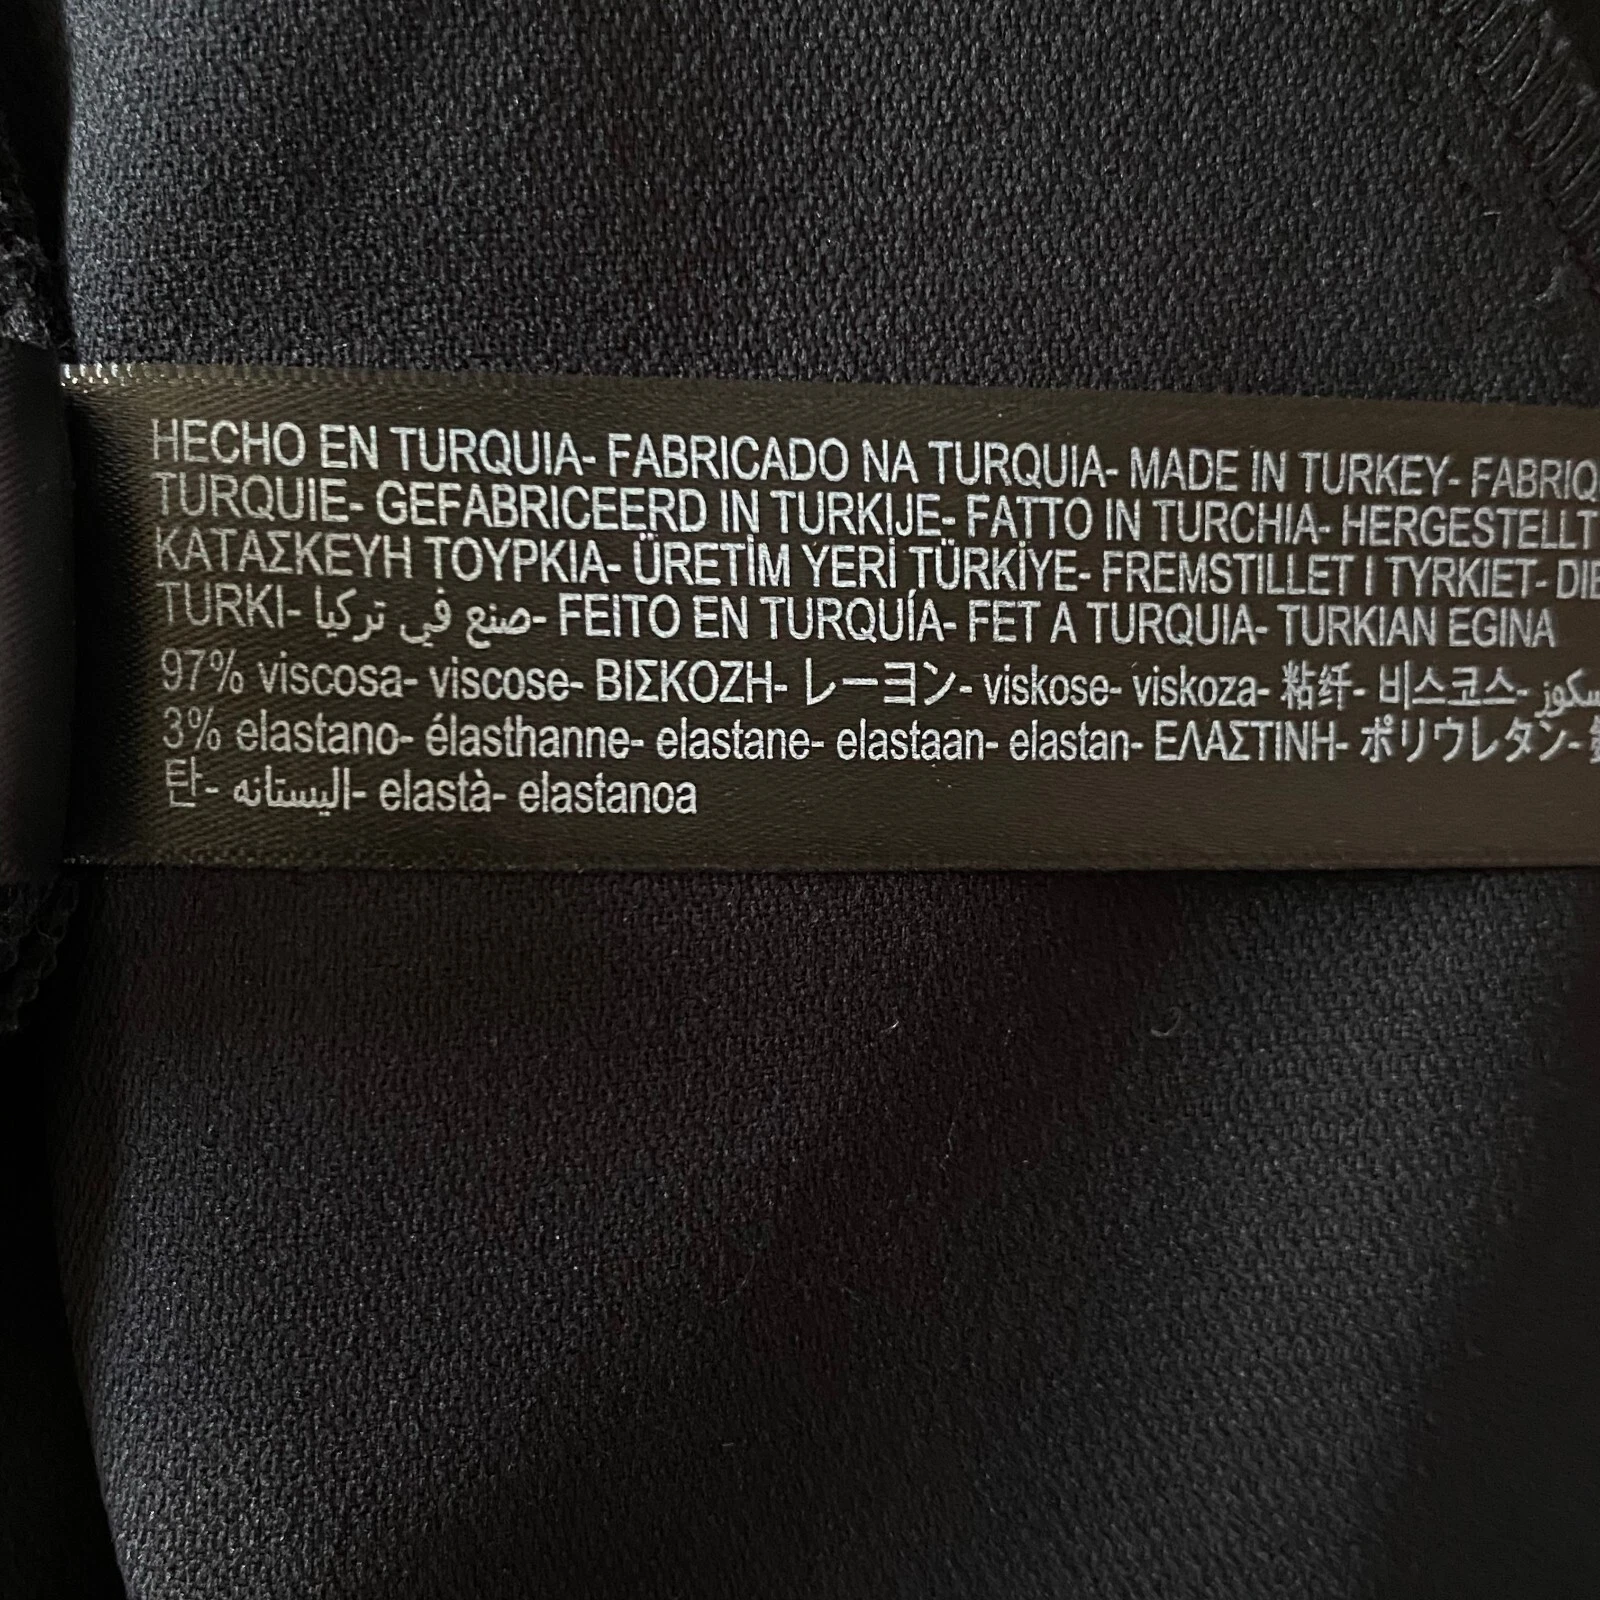 HECHO EN TURQUIA- FABRICADO NA TURQUIA- MADE IN TURKEY- FABRIQ
TURQUIE- GEFABRICEERD IN TURKIJE- FATTO IN TURCHIA- HERGESTELLT
ΚΑΤΑΣΚΕΥΗ ΤΟΥΡΚΙΑ- ÜRETİM YERİ TÜRKİYE- FREMSTILLET I TYRKIET- DIE
TURKI- صنع في تركيا- FEITO EN TURQUÍA- FET A TURQUIA- TURKIAN EGINA
97% viscosa- viscose- ΒΙΣΚΟΖΗ- レーヨン- viskose- viskoza- 粘纤- 비스코스-
3% elastano- élasthanne- elastane- elastaan- elastan- ΕΛΑΣΤΙΝΗ- ポリウレタン-
탄- اليستانه- elastà- elastanoa